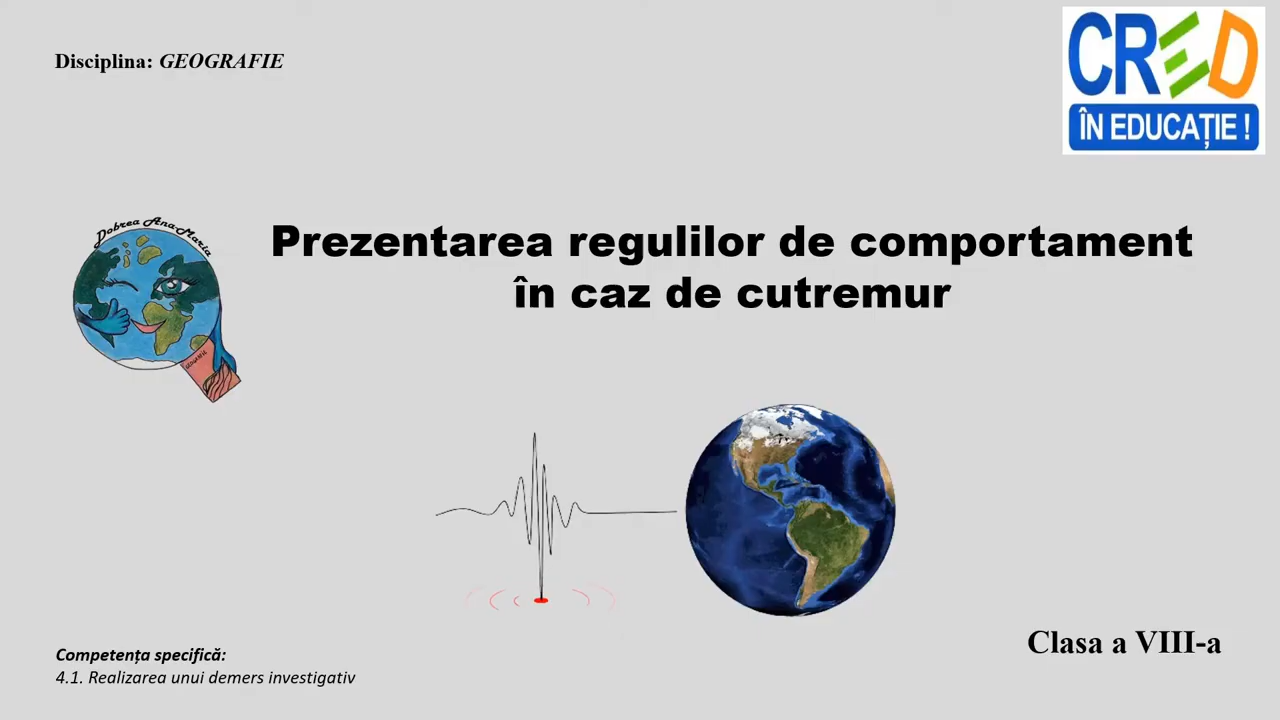 Disciplina: GEOGRAFIE
CRED
ÎN EDUCAȚIE !
Dobrea Ana-Maria
Prezentarea regulilor de comportament
în caz de cutremur
Clasa a VIII-a
Competența specifică:
4.1. Realizarea unui demers investigativ